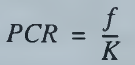 PCR = f/K